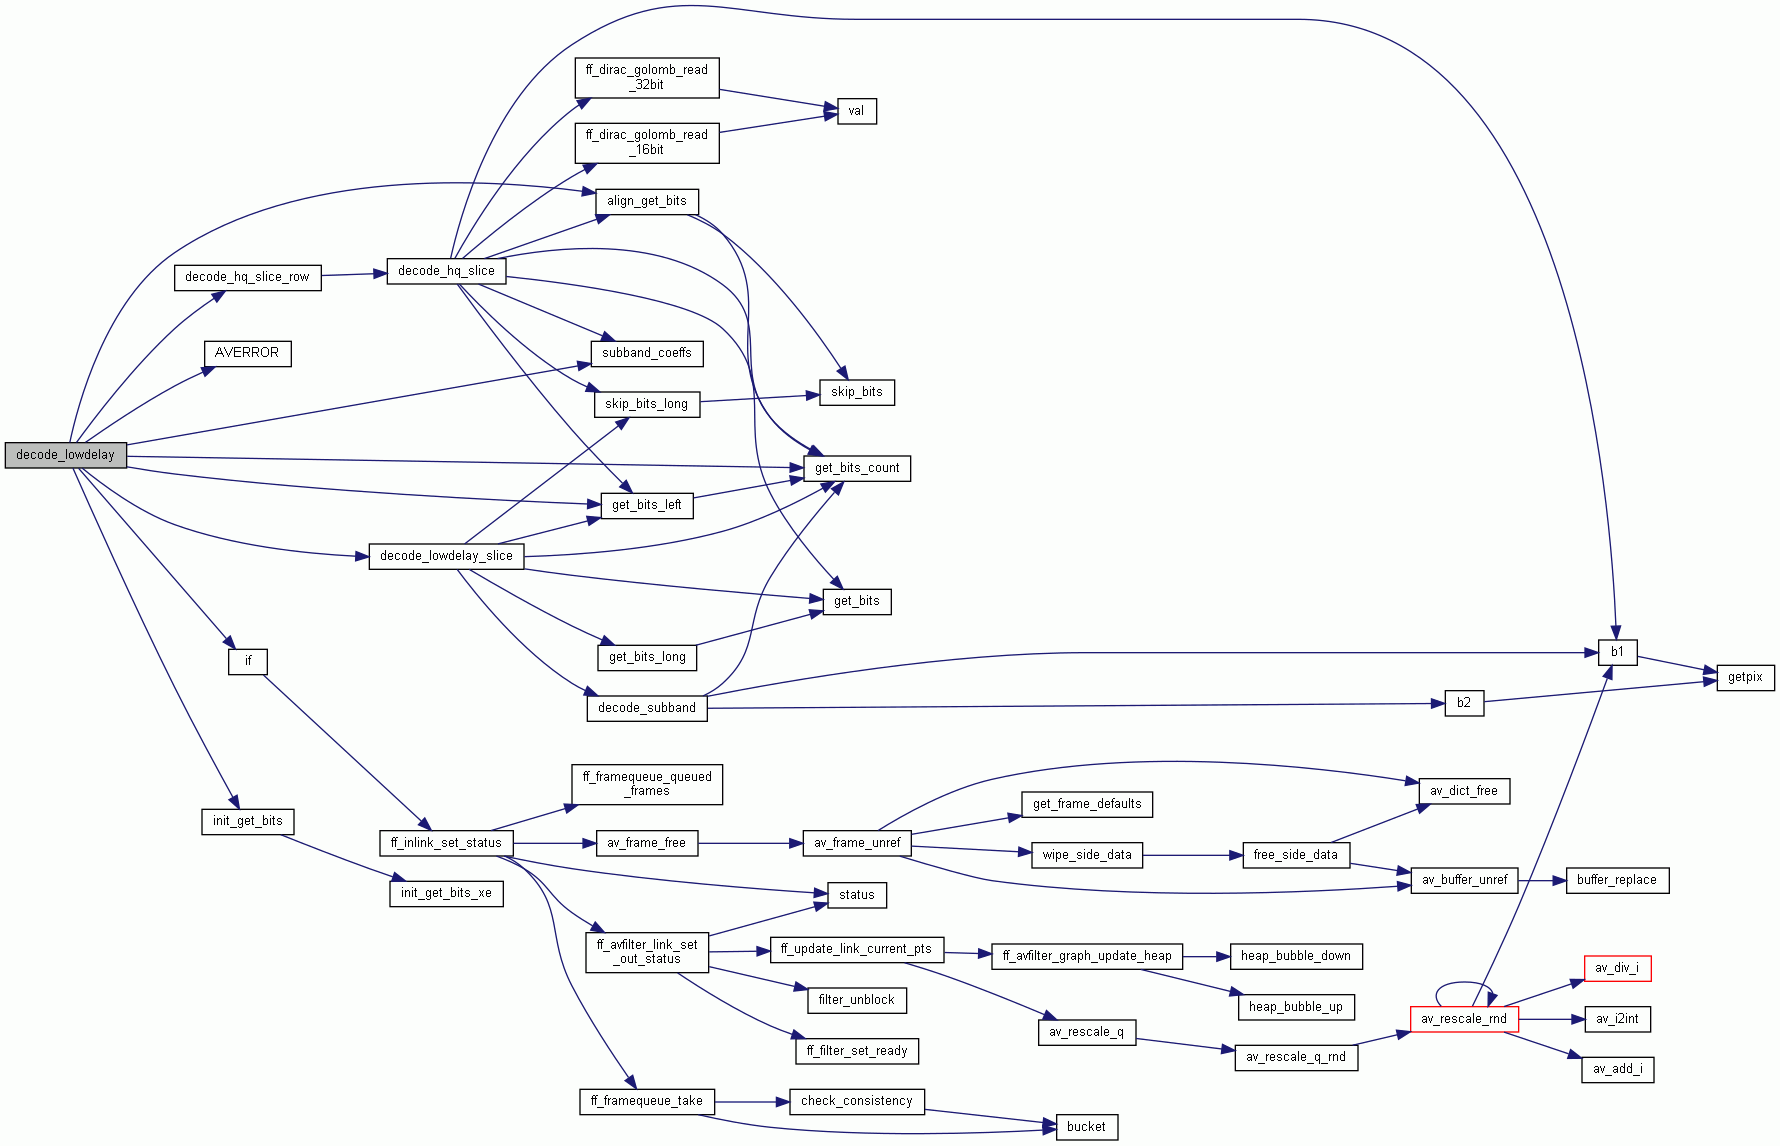 ff_dirac_golomb_read
_32bit
val
ff_dirac_golomb_read
_16bit
align_get_bits
decode_hq_slice
decode_hq_slice_row
AVERROR
subband_coeffs
skip_bits
skip_bits_long
decode_lowdelay
get_bits_count
get_bits_left
decode_lowdelay_slice
get_bits
get_bits_long
b1
if
getpix
decode_subband
b2
ff_framequeue_queued
_frames
av_dict_free
get_frame_defaults
init_get_bits
ff_inlink_set_status
av_frame_free
av_frame_unref
wipe_side_data
free_side_data
av_buffer_unref
buffer_replace
init_get_bits_xe
status
ff_avfilter_link_set
_out_status
ff_update_link_current_pts
ff_avfilter_graph_update_heap
heap_bubble_down
av_div_i
filter_unblock
heap_bubble_up
av_rescale_rnd
av_i2int
av_rescale_q
ff_filter_set_ready
av_rescale_q_rnd
av_add_i
ff_framequeue_take
check_consistency
bucket